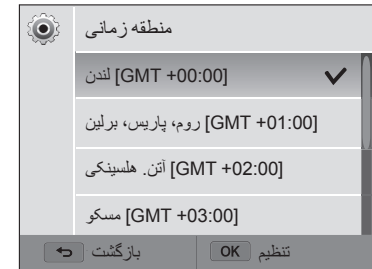 منطقه زمانی
[GMT +00:00] لندن
[GMT +01:00] روم، پاریس، برلین
[GMT +02:00] آتن. هلسینکی
[GMT +03:00] مسکو
تنظیم OK بازگشت